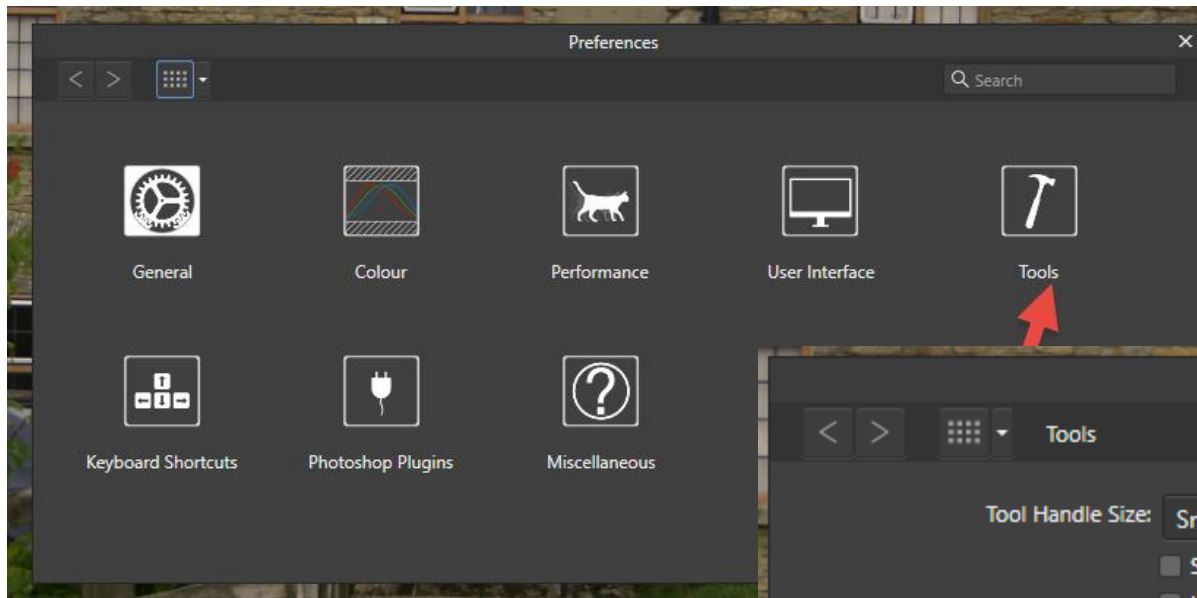 Preferences
Search
General
Colour
Performance
User Interface
Tools
Keyboard Shortcuts
Photoshop Plugins
Miscellaneous
Tools
Tool Handle Size: